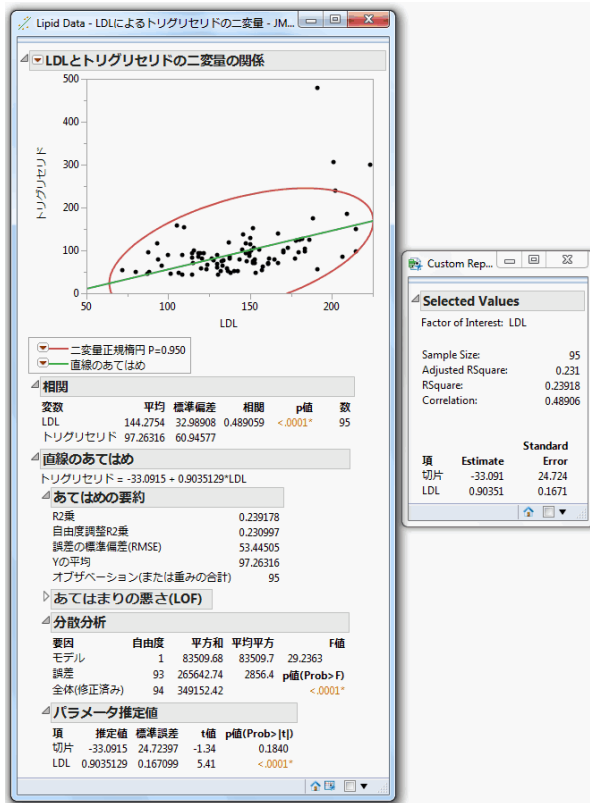 Lipid Data - LDLによるトリグリセリドの二変量 - JM...
LDLとトリグリセリドの二変量の関係
500
400
300
200
100
0
トリグリセリド
50 100 150 200
LDL
二変量正規楕円 P=0.950
直線のあてはめ
相関
変数 平均 標準偏差 相関 p値 数
LDL 144.2754 32.98908 0.489059 <.0001* 95
トリグリセリド 97.26316 60.94577
直線のあてはめ
トリグリセリド = -33.0915 + 0.9035129*LDL
あてはめの要約
R2乗 0.239178
自由度調整R2乗 0.230997
誤差の標準偏差(RMSE) 53.44505
Yの平均 97.26316
オブザベーション(または重みの合計) 95
あてはまりの悪さ(LOF)
分散分析
要因 自由度 平方和 平均平方 F値
モデル 1 83509.68 83509.7 29.2363
誤差 93 265642.74 2856.4 p値(Prob>F)
全体(修正済み) 94 349152.42 <.0001*
パラメータ推定値
項 推定値 標準誤差 t値 p値(Prob>|t|)
切片 -33.0915 24.72397 -1.34 0.1840
LDL 0.9035129 0.167099 5.41 <.0001*
Custom Rep...
Selected Values
Factor of Interest: LDL
Sample Size: 95
Adjusted RSquare: 0.231
RSquare: 0.23918
Correlation: 0.48906
Standard
項 Estimate Error
切片 -33.091 24.724
LDL 0.90351 0.1671